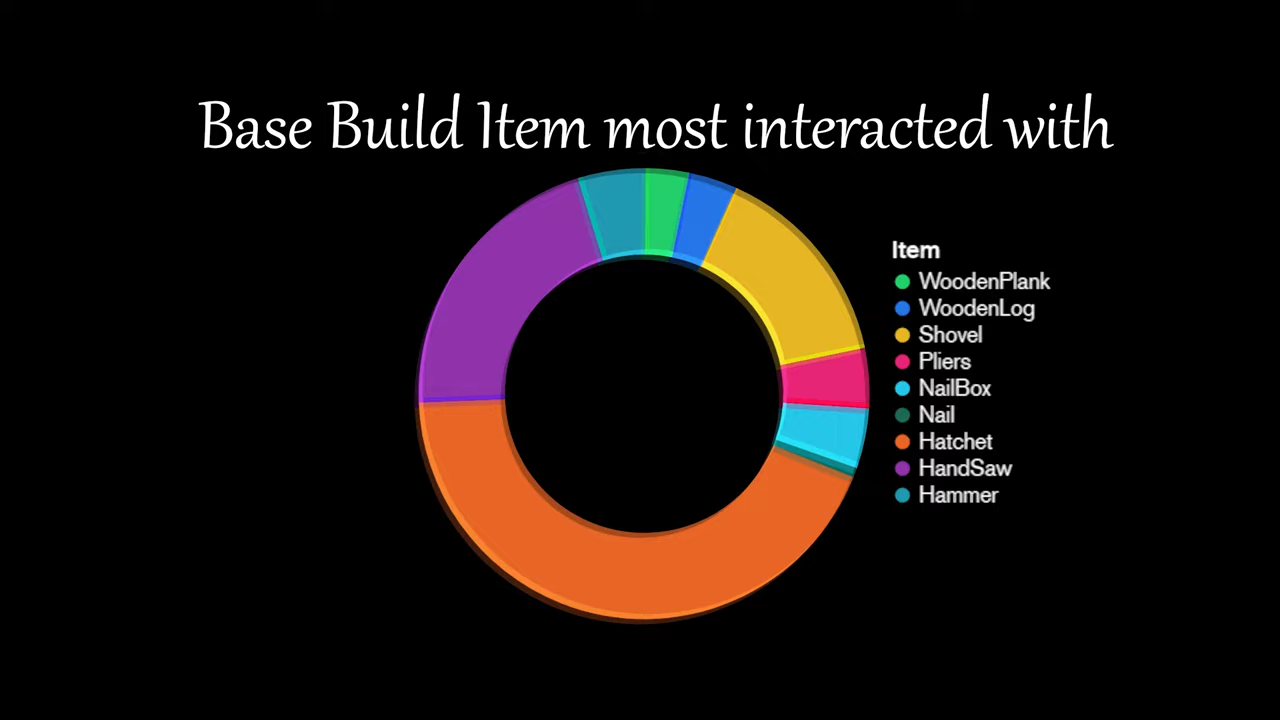 Base Build Item most interacted with
Item
WoodenPlank
WoodenLog
Shovel
Pliers
NailBox
Nail
Hatchet
HandSaw
Hammer